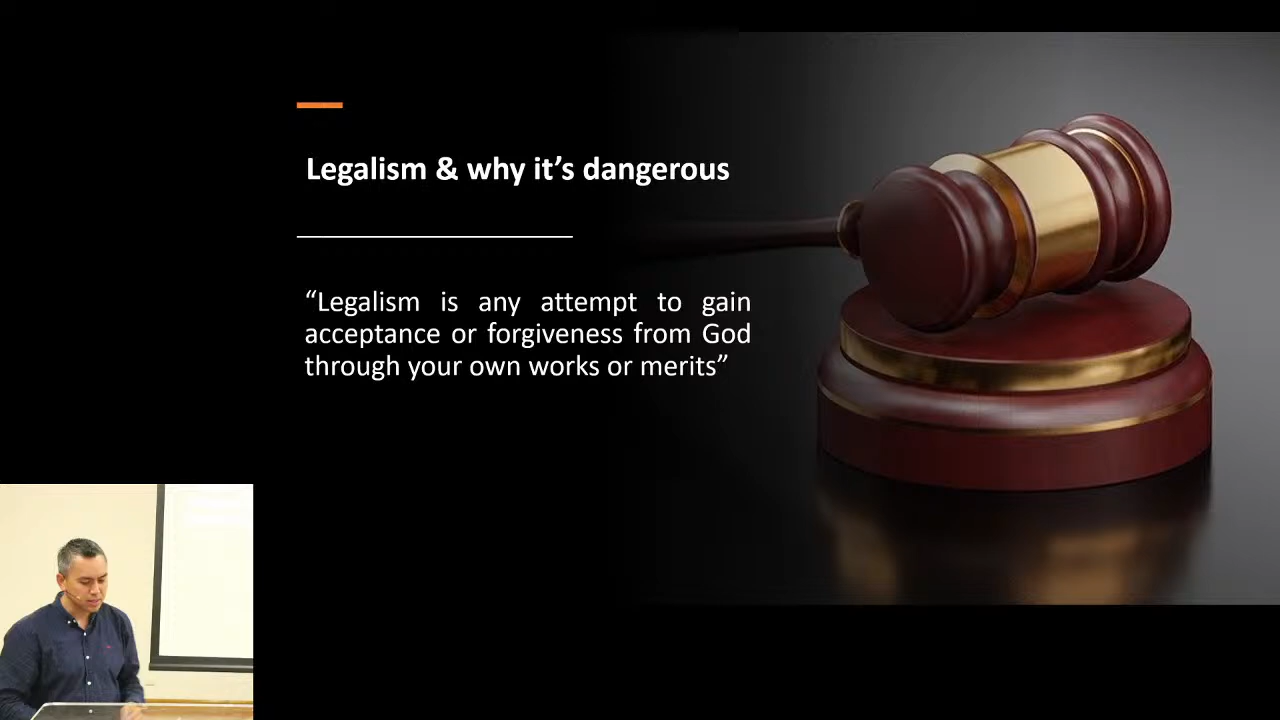 Legalism & why it’s dangerous
“Legalism is any attempt to gain
acceptance or forgiveness from God
through your own works or merits”